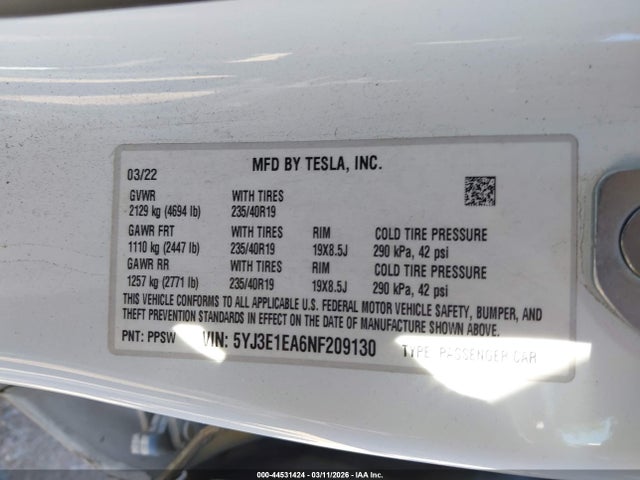 03/22 MFD BY TESLA, INC.
GVWR WITH TIRES
2129 kg (4694 lb) 235/40R19
GAWR FRT WITH TIRES RIM COLD TIRE PRESSURE
1110 kg (2447 lb) 235/40R19 19X8.5J 290 kPa, 42 psi
GAWR RR WITH TIRES RIM COLD TIRE PRESSURE
1257 kg (2771 lb) 235/40R19 19X8.5J 290 kPa, 42 psi
THIS VEHICLE CONFORMS TO ALL APPLICABLE U.S. FEDERAL MOTOR VEHICLE SAFETY, BUMPER, AND
THEFT PREVENTION STANDARDS IN EFFECT ON THE DATE OF MANUFACTURE SHOWN ABOVE.
PNT: PPSW VIN: 5YJ3E1EA6NF209130 TYPE: PASSENGER CAR
000-44531424 - 03/11/2026 - IAA Inc.